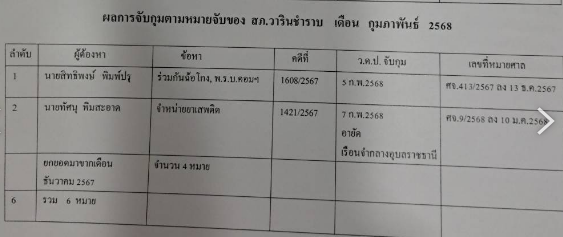 ผลการจับกุมตามหมายจับของ สภ.วารินชำราบ เดือน กุมภาพันธ์ 2568
ลำดับ ผู้ต้องหา ข้อหา คดีที่ ว.ด.ป. จับกุม เลขที่หมายศาล
1 นายสิทธิพงษ์ พิมพ์ปรุ ร่วมกันฉ้อโกง, พ.ร.บ.คอมฯ 1608/2567 5 ก.พ.2568 ศจ.413/2567 ลง 13 ธ.ค.2567
2 นายทัศนุ พิมสะอาด จำหน่ายยาเสพติด 1421/2567 7 ก.พ.2568 ศจ.9/2568 ลง 10 ม.ค.2568
อายัด
เรือนจำกลางอุบลราชธานี
ยกยอดมาจากเดือน จำนวน 4 หมาย
ธันวาคม 2567
6 รวม 6 หมาย